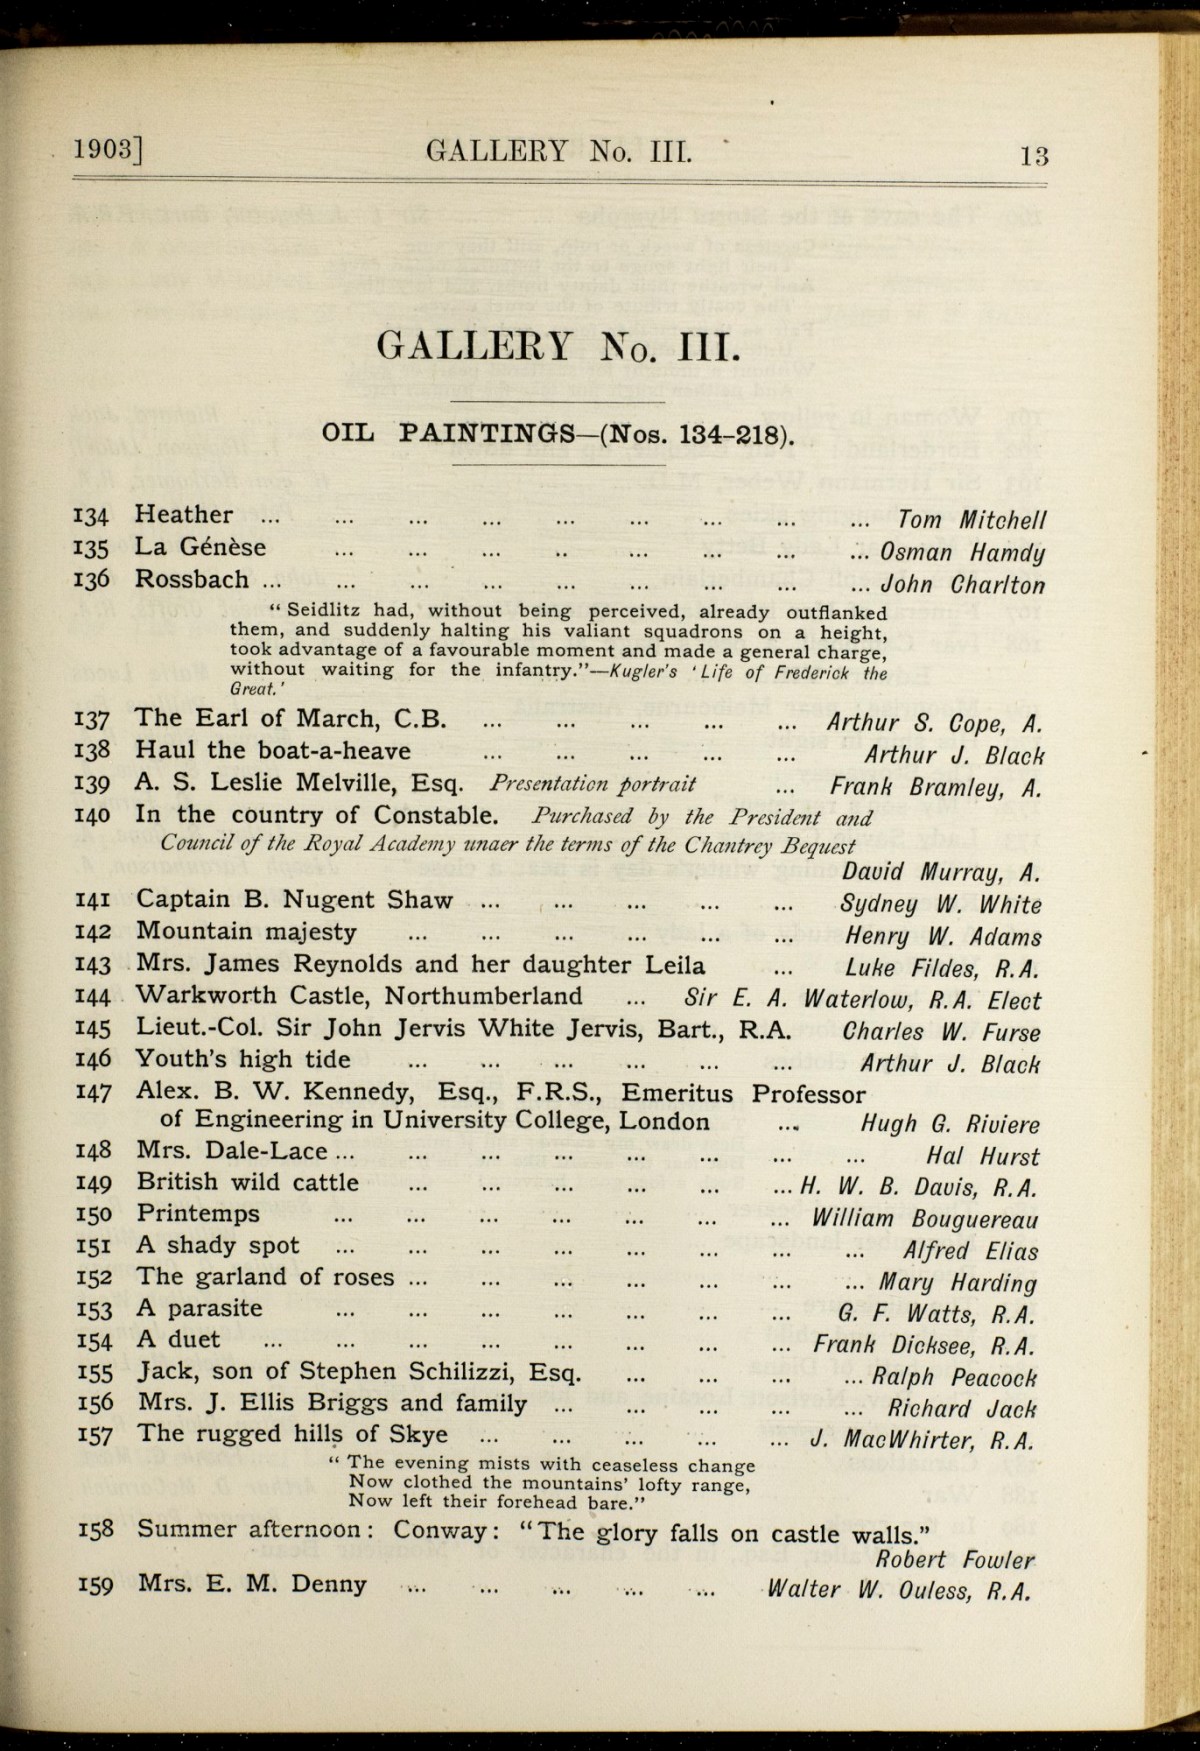 1903] GALLERY No. III. 13
GALLERY No. III.
OIL PAINTINGS—(Nos. 134-218).
134 Heather ... ... ... ... ... ... ... ... ... Tom Mitchell
135 La Génèse ... ... ... .. ... ... ... ... Osman Hamdy
136 Rossbach ... ... ... ... ... ... ... ... ... John Charlton
“ Seidlitz had, without being perceived, already outflanked
them, and suddenly halting his valiant squadrons on a height,
took advantage of a favourable moment and made a general charge,
without waiting for the infantry.”—Kugler's ‘ Life of Frederick the
Great.’
137 The Earl of March, C.B. ... ... ... ... ... Arthur S. Cope, A.
138 Haul the boat-a-heave ... ... ... ... ... Arthur J. Black
139 A. S. Leslie Melville, Esq. Presentation portrait ... Frank Bramley, A.
140 In the country of Constable. Purchased by the President and
Council of the Royal Academy unaer the terms of the Chantrey Bequest
David Murray, A.
141 Captain B. Nugent Shaw ... ... ... ... ... Sydney W. White
142 Mountain majesty ... ... ... ... ... ... Henry W. Adams
143 Mrs. James Reynolds and her daughter Leila ... Luke Fildes, R.A.
144 Warkworth Castle, Northumberland ... Sir E. A. Waterlow, R.A. Elect
145 Lieut.-Col. Sir John Jervis White Jervis, Bart., R.A. Charles W. Furse
146 Youth's high tide ... ... ... ... ... ... Arthur J. Black
147 Alex. B. W. Kennedy, Esq., F.R.S., Emeritus Professor
of Engineering in University College, London ... Hugh G. Riviere
148 Mrs. Dale-Lace ... ... ... ... ... ... ... ... Hal Hurst
149 British wild cattle ... ... ... ... ... ... H. W. B. Davis, R.A.
150 Printemps ... ... ... ... ... ... ... William Bouguereau
151 A shady spot ... ... ... ... ... ... ... ... Alfred Elias
152 The garland of roses ... ... ... ... ... ... ... Mary Harding
153 A parasite ... ... ... ... ... ... ... G. F. Watts, R.A.
154 A duet ... ... ... ... ... ... ... ... Frank Dicksee, R.A.
155 Jack, son of Stephen Schilizzi, Esq. ... ... ... ... Ralph Peacock
156 Mrs. J. Ellis Briggs and family ... ... ... ... ... Richard Jack
157 The rugged hills of Skye ... ... ... ... ... J. MacWhirter, R.A.
“ The evening mists with ceaseless change
Now clothed the mountains' lofty range,
Now left their forehead bare.”
158 Summer afternoon: Conway: “The glory falls on castle walls.”
Robert Fowler
159 Mrs. E. M. Denny ... ... ... ... ... Walter W. Ouless, R.A.